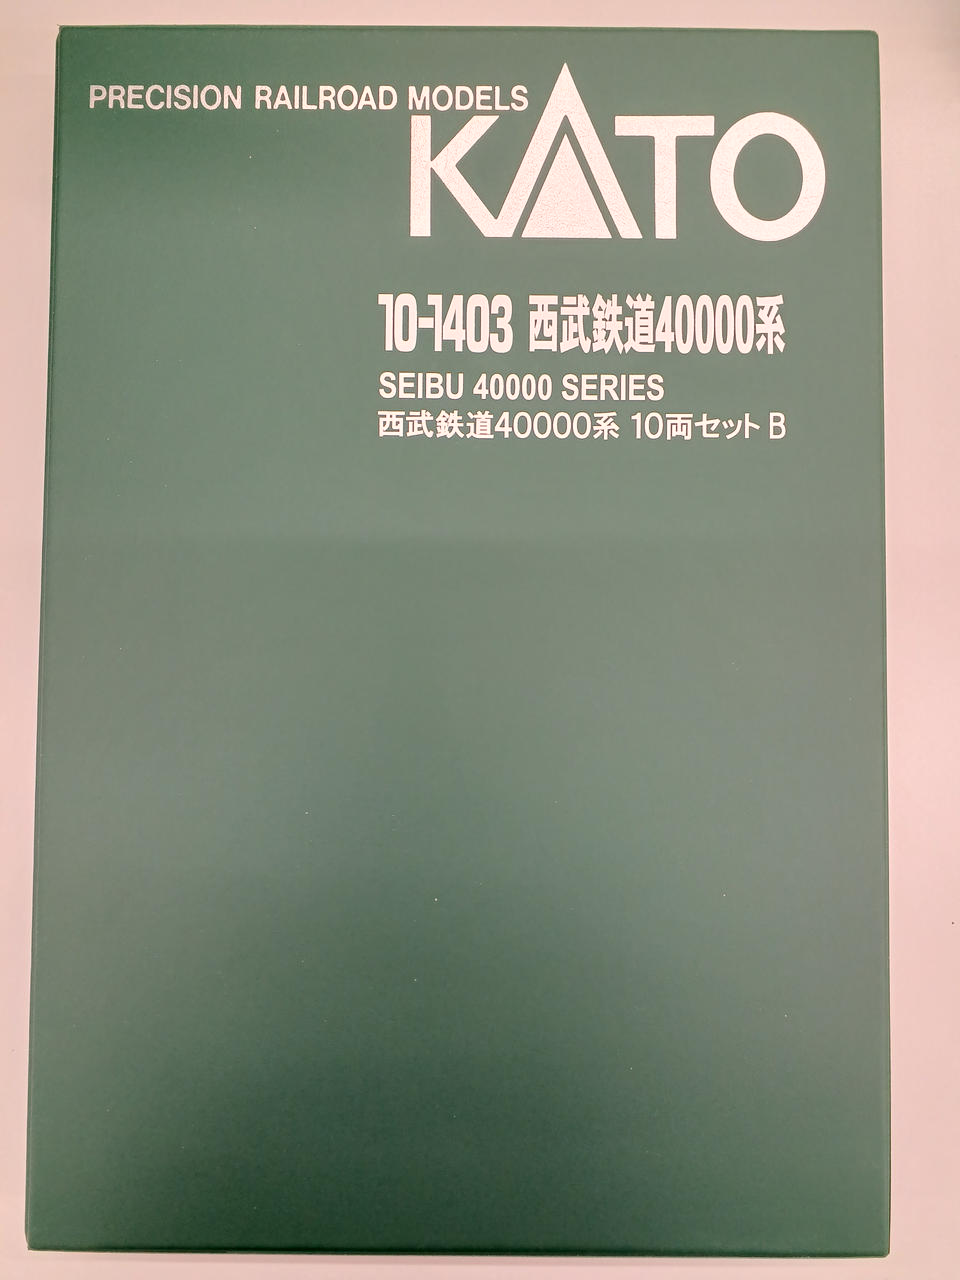 PRECISION RAILROAD MODELS
KATO
10-1403 西武鉄道40000系
SEIBU 40000 SERIES
西武鉄道40000系 10両セット B